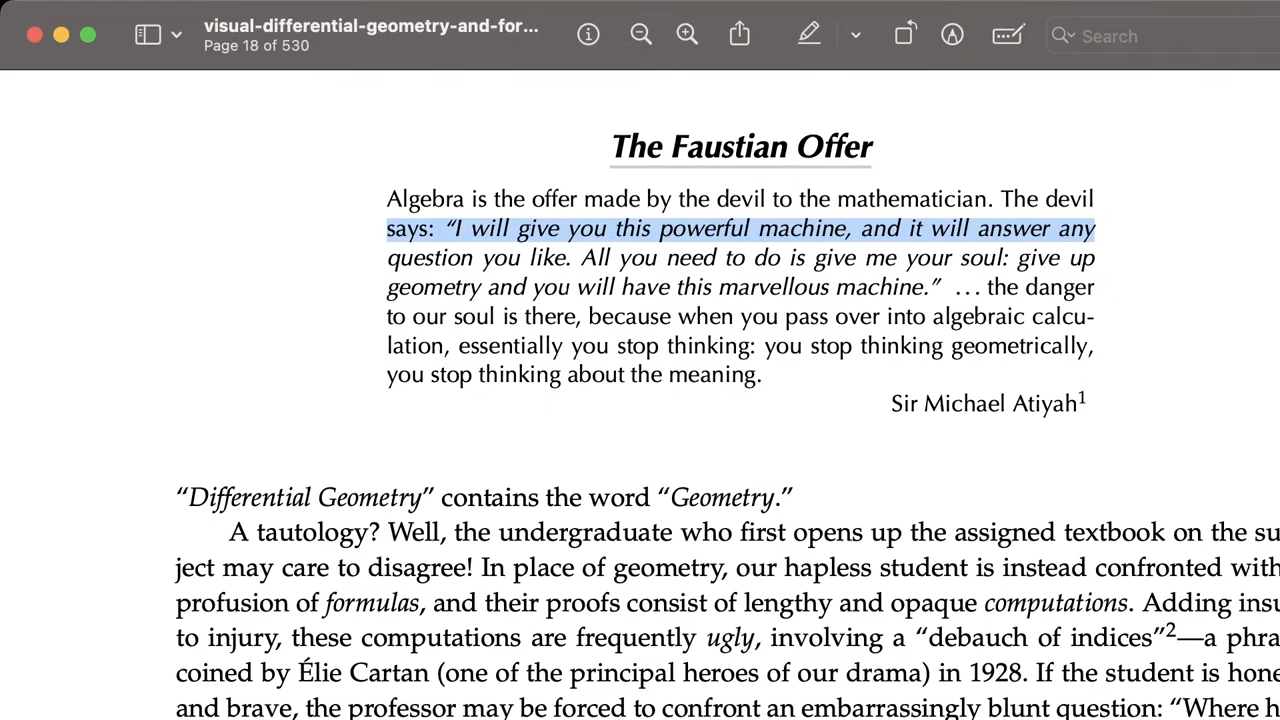 visual-differential-geometry-and-for...
Page 18 of 530
Search
The Faustian Offer
Algebra is the offer made by the devil to the mathematician. The devil
says: “I will give you this powerful machine, and it will answer any
question you like. All you need to do is give me your soul: give up
geometry and you will have this marvellous machine.” ... the danger
to our soul is there, because when you pass over into algebraic calcu-
lation, essentially you stop thinking: you stop thinking geometrically,
you stop thinking about the meaning.
Sir Michael Atiyah1
“Differential Geometry” contains the word “Geometry.”
A tautology? Well, the undergraduate who first opens up the assigned textbook on the su
ject may care to disagree! In place of geometry, our hapless student is instead confronted with
profusion of formulas, and their proofs consist of lengthy and opaque computations. Adding insu
to injury, these computations are frequently ugly, involving a “debauch of indices”2—a phra
coined by Élie Cartan (one of the principal heroes of our drama) in 1928. If the student is hone
and brave, the professor may be forced to confront an embarrassingly blunt question: “Where h